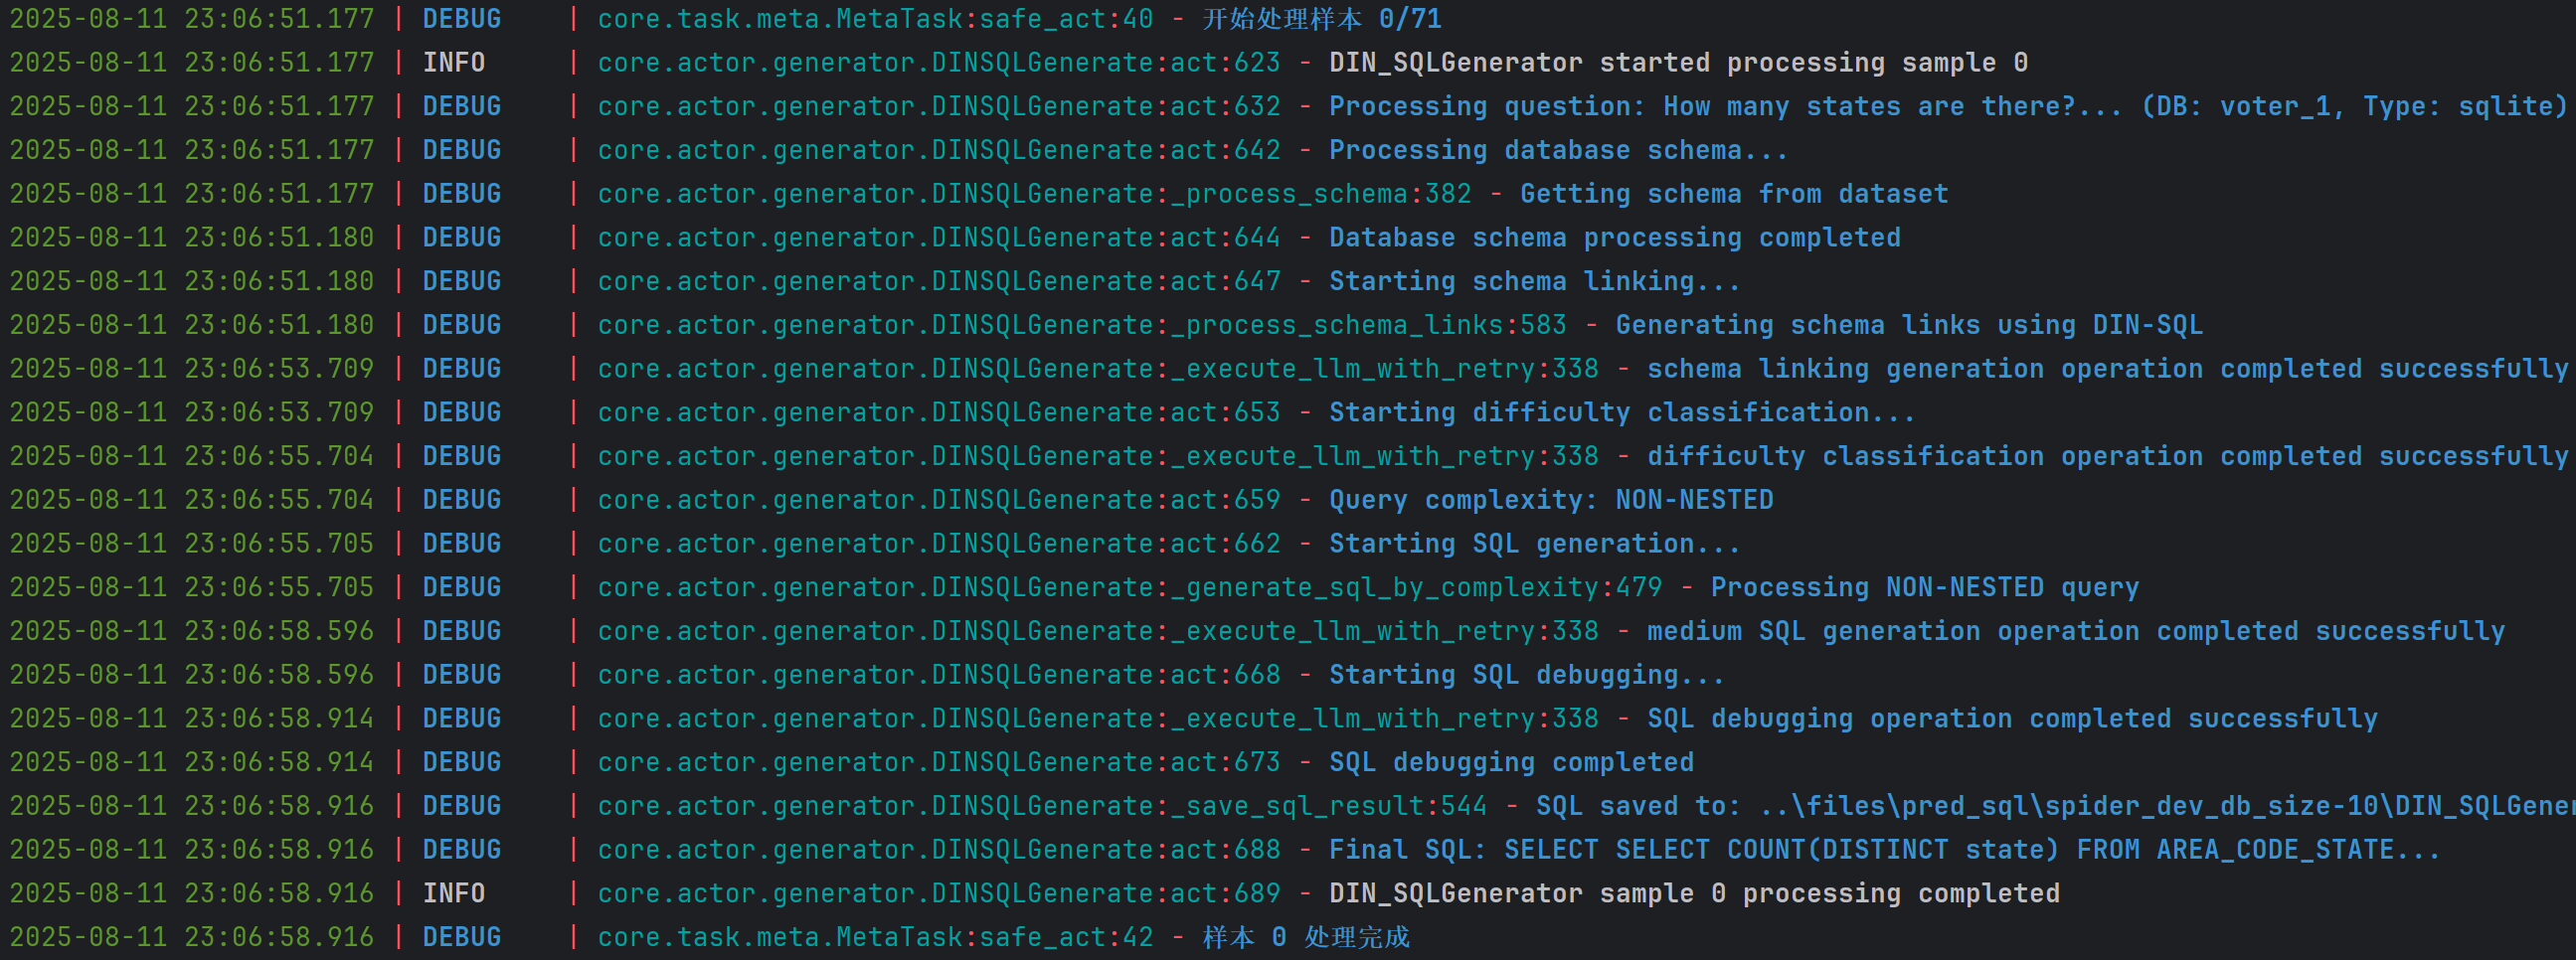 2025-08-11 23:06:51.177 | DEBUG    | core.task.meta.MetaTask:safe_act:40 - 开始处理样本 0/71
2025-08-11 23:06:51.177 | INFO     | core.actor.generator.DINSQLGenerate:act:623 - DIN_SQLGenerator started processing sample 0
2025-08-11 23:06:51.177 | DEBUG    | core.actor.generator.DINSQLGenerate:act:632 - Processing question: How many states are there?... (DB: voter_1, Type: sqlite)
2025-08-11 23:06:51.177 | DEBUG    | core.actor.generator.DINSQLGenerate:act:642 - Processing database schema...
2025-08-11 23:06:51.177 | DEBUG    | core.actor.generator.DINSQLGenerate:_process_schema:382 - Getting schema from dataset
2025-08-11 23:06:51.180 | DEBUG    | core.actor.generator.DINSQLGenerate:act:644 - Database schema processing completed
2025-08-11 23:06:51.180 | DEBUG    | core.actor.generator.DINSQLGenerate:act:647 - Starting schema linking...
2025-08-11 23:06:51.180 | DEBUG    | core.actor.generator.DINSQLGenerate:_process_schema_links:583 - Generating schema links using DIN-SQL
2025-08-11 23:06:53.709 | DEBUG    | core.actor.generator.DINSQLGenerate:_execute_llm_with_retry:338 - schema linking generation operation completed successfully
2025-08-11 23:06:53.709 | DEBUG    | core.actor.generator.DINSQLGenerate:act:653 - Starting difficulty classification...
2025-08-11 23:06:55.704 | DEBUG    | core.actor.generator.DINSQLGenerate:_execute_llm_with_retry:338 - difficulty classification operation completed successfully
2025-08-11 23:06:55.704 | DEBUG    | core.actor.generator.DINSQLGenerate:act:659 - Query complexity: NON-NESTED
2025-08-11 23:06:55.705 | DEBUG    | core.actor.generator.DINSQLGenerate:act:662 - Starting SQL generation...
2025-08-11 23:06:55.705 | DEBUG    | core.actor.generator.DINSQLGenerate:_generate_sql_by_complexity:479 - Processing NON-NESTED query
2025-08-11 23:06:58.596 | DEBUG    | core.actor.generator.DINSQLGenerate:_execute_llm_with_retry:338 - medium SQL generation operation completed successfully
2025-08-11 23:06:58.596 | DEBUG    | core.actor.generator.DINSQLGenerate:act:668 - Starting SQL debugging...
2025-08-11 23:06:58.914 | DEBUG    | core.actor.generator.DINSQLGenerate:_execute_llm_with_retry:338 - SQL debugging operation completed successfully
2025-08-11 23:06:58.914 | DEBUG    | core.actor.generator.DINSQLGenerate:act:673 - SQL debugging completed
2025-08-11 23:06:58.916 | DEBUG    | core.actor.generator.DINSQLGenerate:_save_sql_result:544 - SQL saved to: ..\files\pred_sql\spider_dev_db_size-10\DIN_SQLGener
2025-08-11 23:06:58.916 | DEBUG    | core.actor.generator.DINSQLGenerate:act:688 - Final SQL: SELECT SELECT COUNT(DISTINCT state) FROM AREA_CODE_STATE...
2025-08-11 23:06:58.916 | INFO     | core.actor.generator.DINSQLGenerate:act:689 - DIN_SQLGenerator sample 0 processing completed
2025-08-11 23:06:58.916 | DEBUG    | core.task.meta.MetaTask:safe_act:42 - 样本 0 处理完成